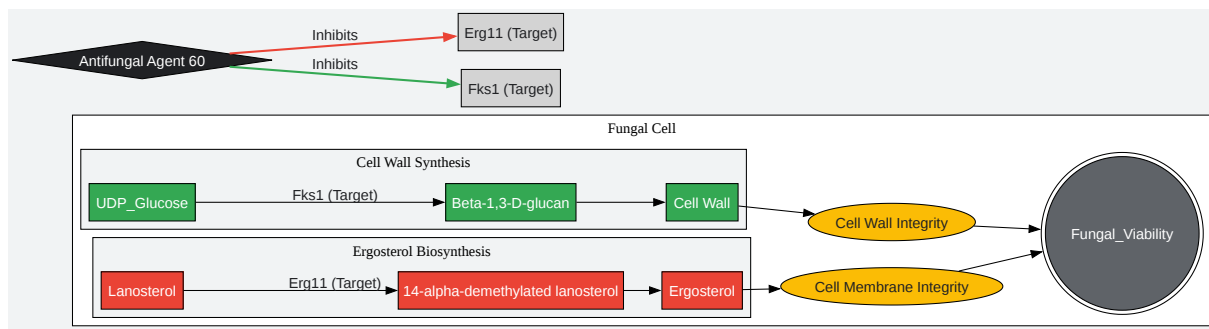 Inhibits
Erg11 (Target)
Antifungal Agent 60
Inhibits
Fks1 (Target)
Fungal Cell
Cell Wall Synthesis
UDP_Glucose
Fks1 (Target)
Beta-1,3-D-glucan
Cell Wall
Cell Wall Integrity
Fungal_Viability
Ergosterol Biosynthesis
Lanosterol
Erg11 (Target)
14-alpha-demethylated lanosterol
Ergosterol
Cell Membrane Integrity